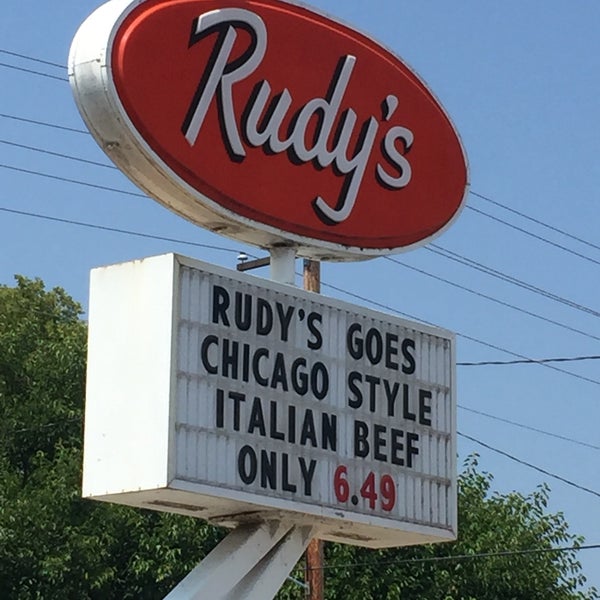 Rudy's
RUDY'S GOES
CHICAGO STYLE
ITALIAN BEEF
ONLY 6.49